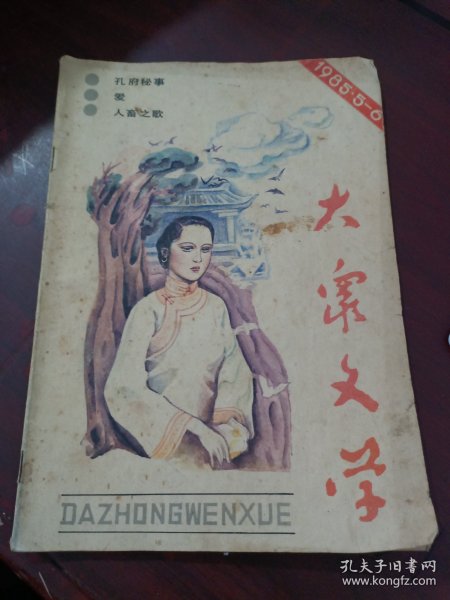 孔府秘事
爱
人畜之歌
1985·5-6
大众文学
DAZHONGWENXUE
孔夫子旧书网
www.kongfz.com